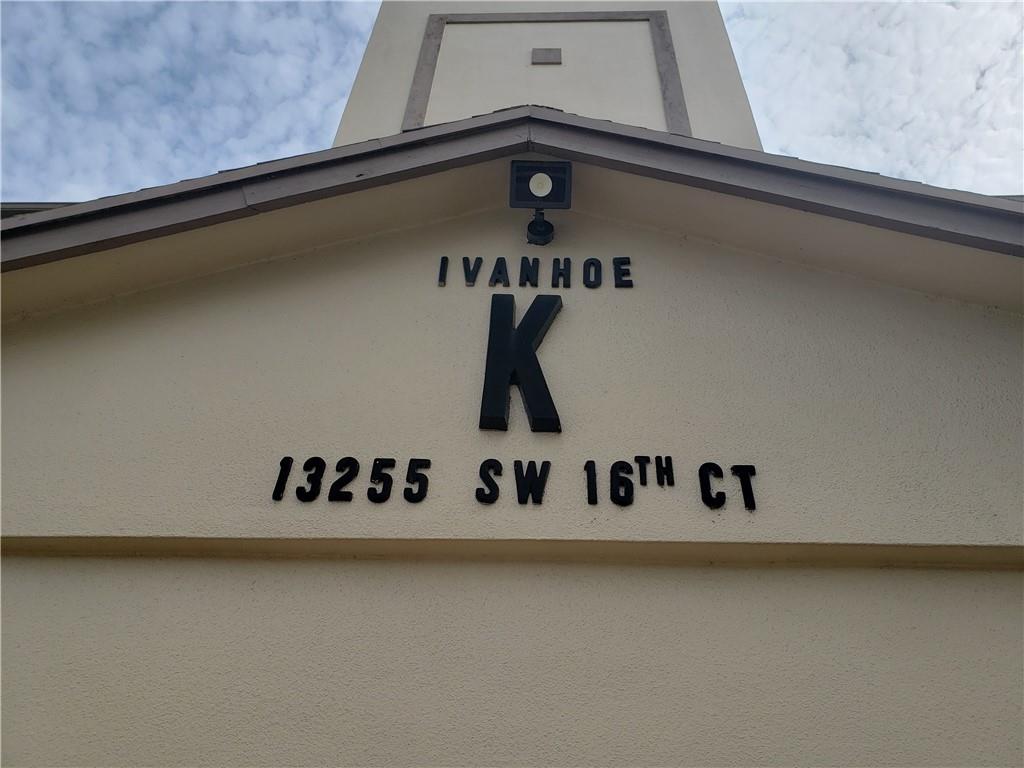 IVANHOE
K
13255 SW 16TH CT